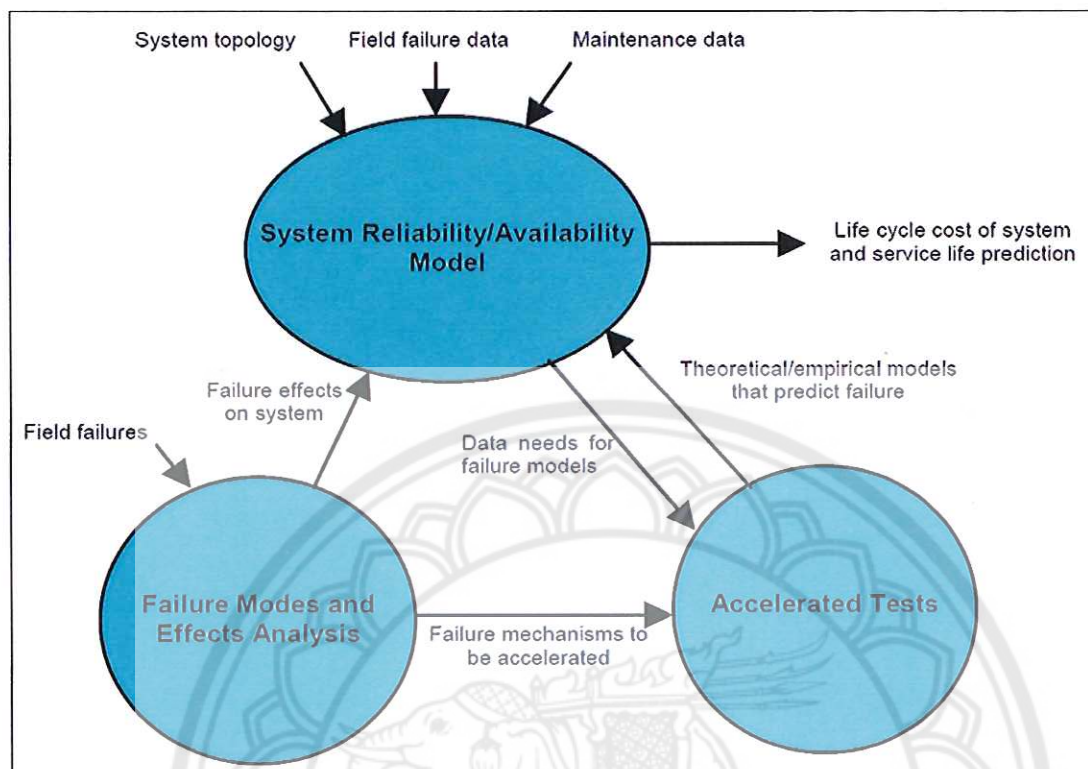 System topology
Field failure data
Maintenance data
System Reliability/Availability
Model
Life cycle cost of system
and service life prediction
Failure effects
on system
Theoretical/empirical models
that predict failure
Field failures
Data needs for
failure models
Failure Modes and
Effects Analysis
Accelerated Tests
Failure mechanisms to
be accelerated